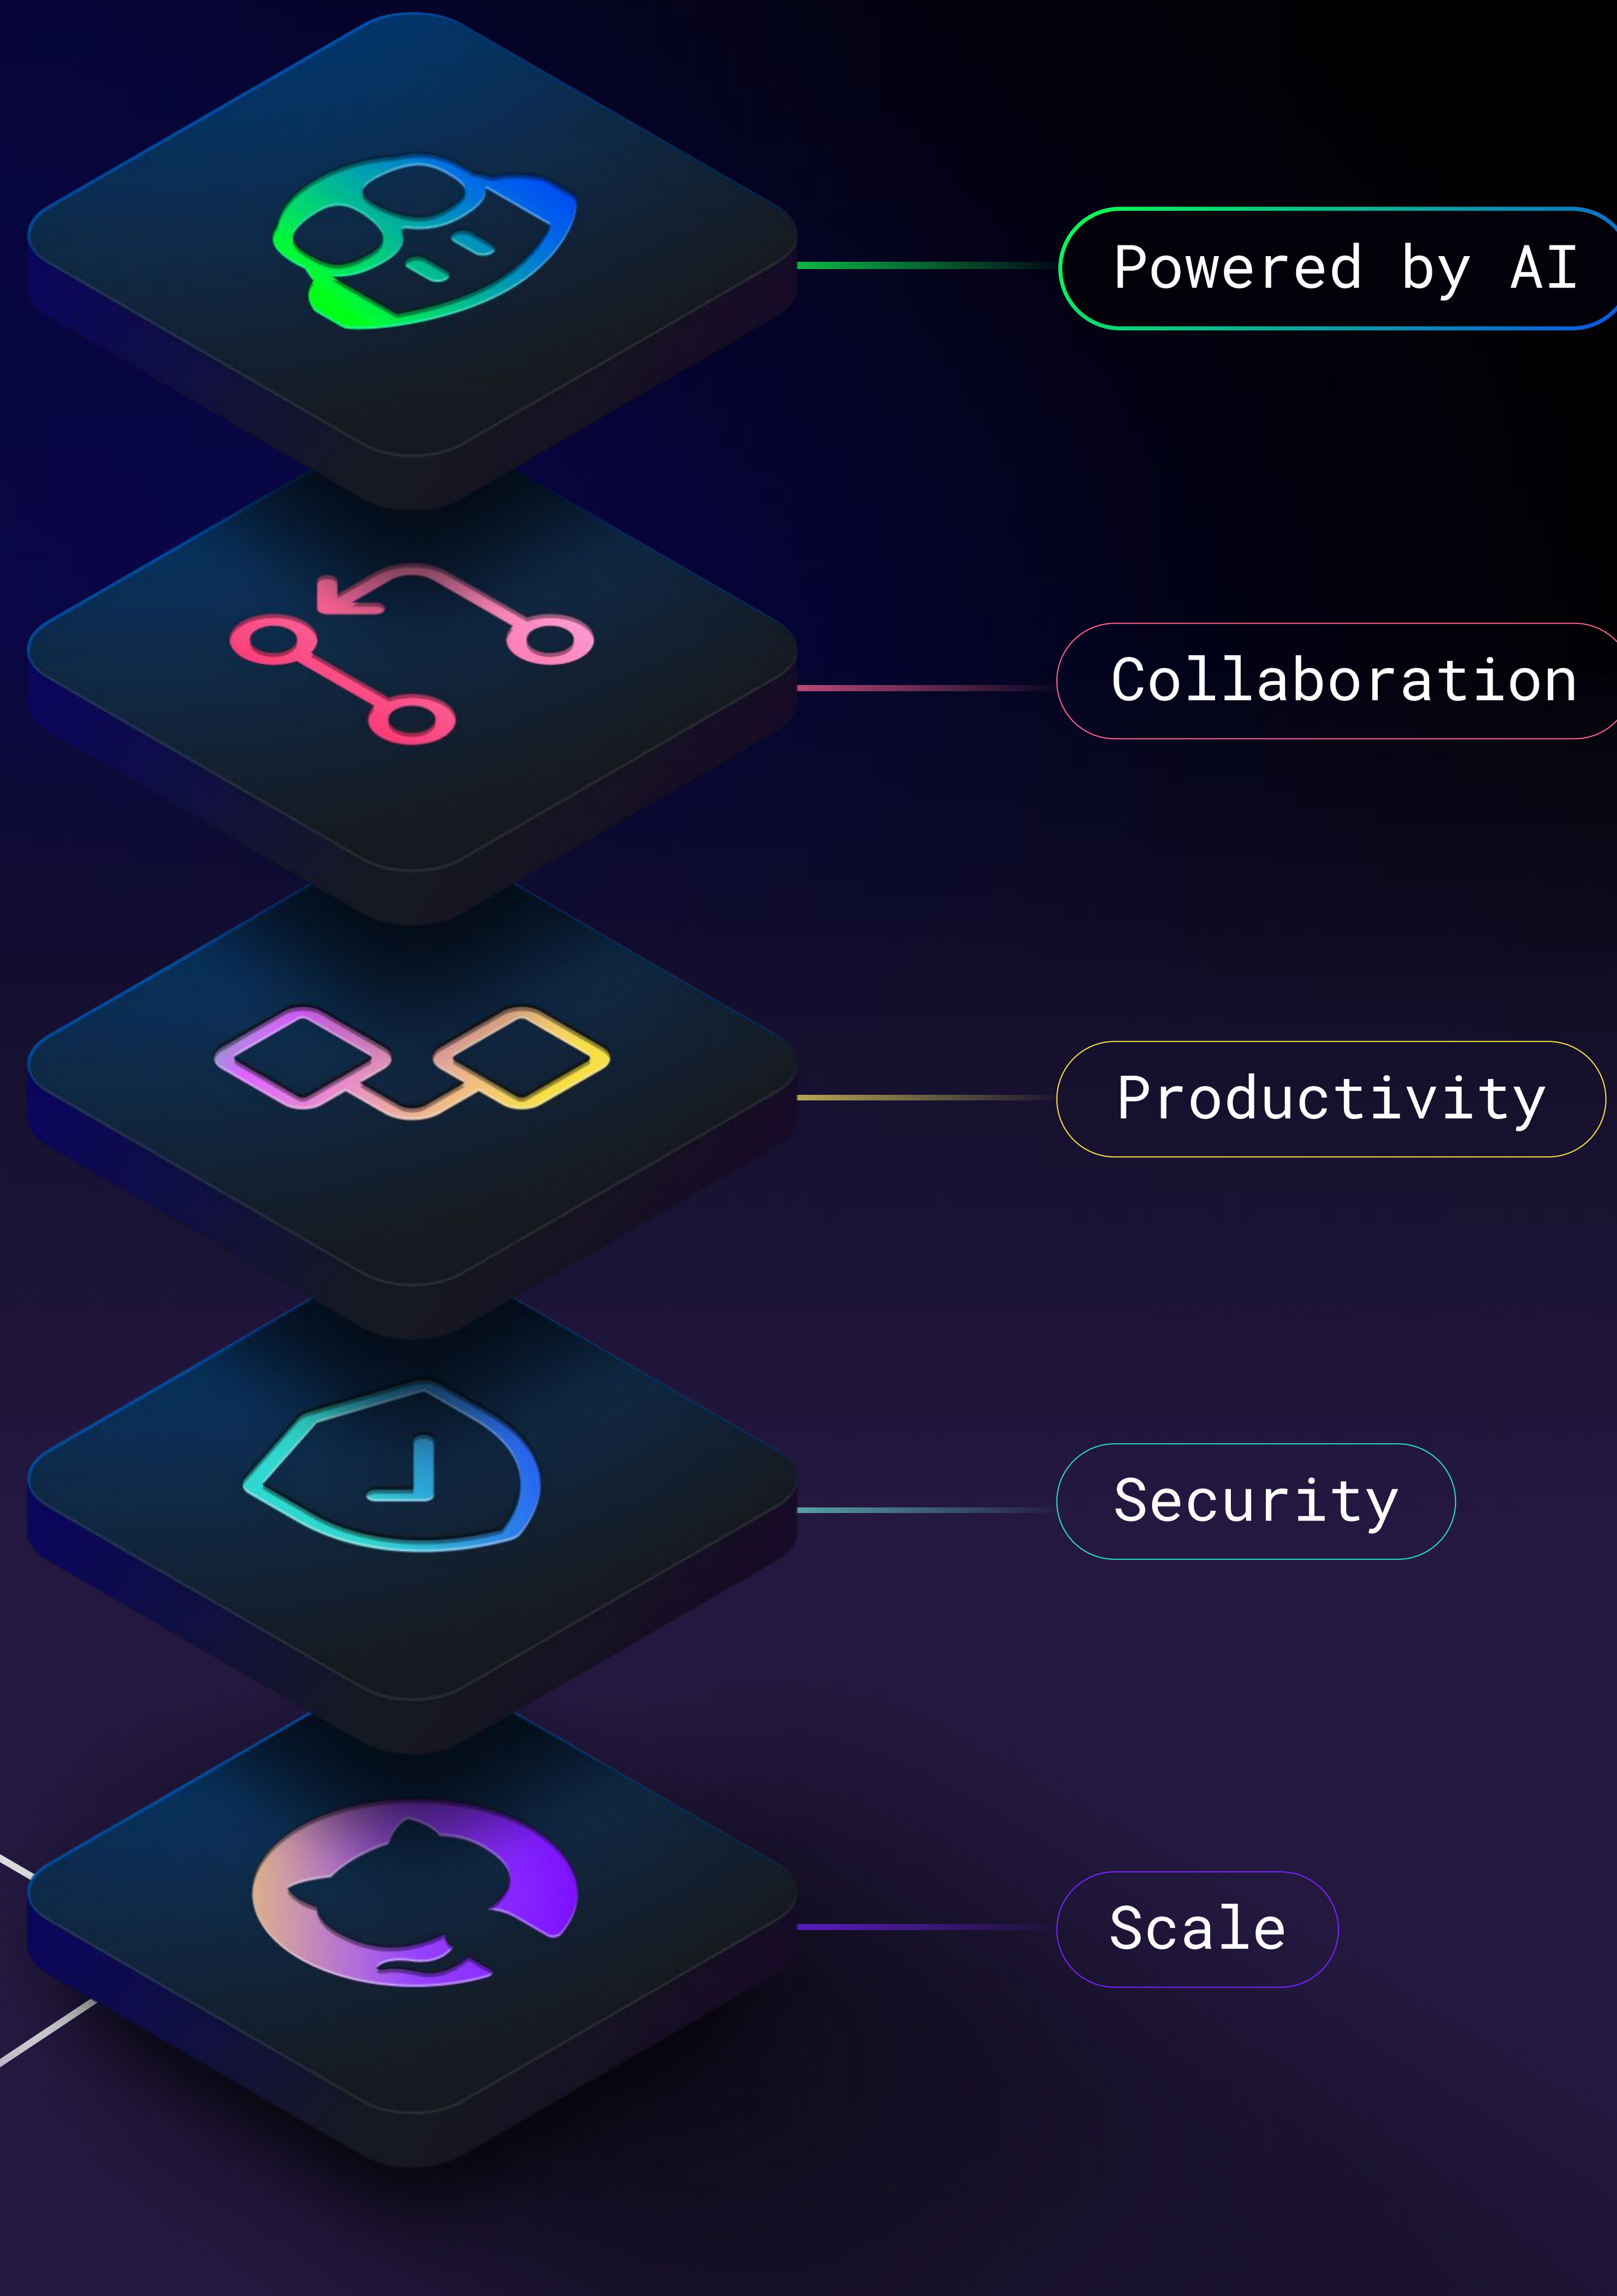 Powered by AI
Collaboration
Productivity
Security
Scale